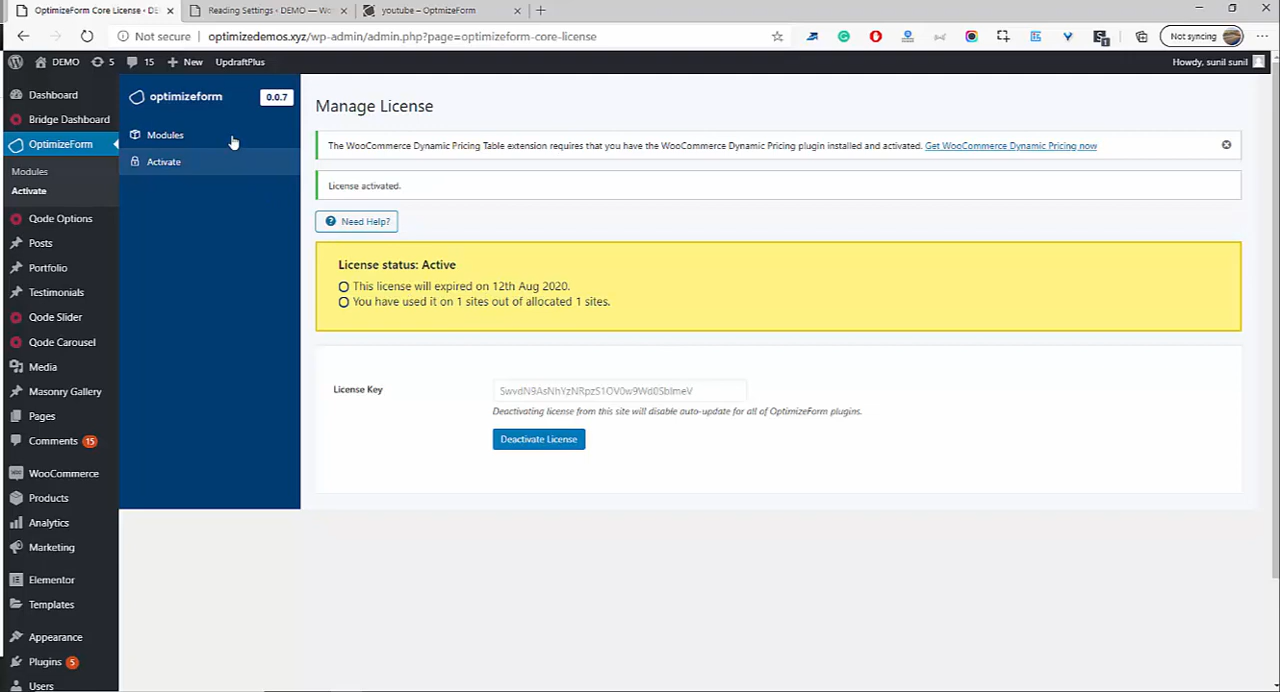 OptimizeForm Core License ‹ DE
Reading Settings ‹ DEMO — Wo
youtube – OptmizeForm
Not secure
optimizedemos.xyz/wp-admin/admin.php?page=optimizeform-core-license
Not syncing
DEMO
5
15
New
UpdraftPlus
Howdy, sunil sunil
Dashboard
Bridge Dashboard
OptimizeForm
Modules
Activate
Qode Options
Posts
Portfolio
Testimonials
Qode Slider
Qode Carousel
Media
Masonry Gallery
Pages
Comments 15
WooCommerce
Products
Analytics
Marketing
Elementor
Templates
Appearance
Plugins 5
Users
optimizeform
0.0.7
Modules
Activate
Manage License
The WooCommerce Dynamic Pricing Table extension requires that you have the WooCommerce Dynamic Pricing plugin installed and activated. Get WooCommerce Dynamic Pricing now
License activated.
Need Help?
License status: Active
This license will expired on 12th Aug 2020.
You have used it on 1 sites out of allocated 1 sites.
License Key
Deactivating license from this site will disable auto-update for all of OptimizeForm plugins.
Deactivate License